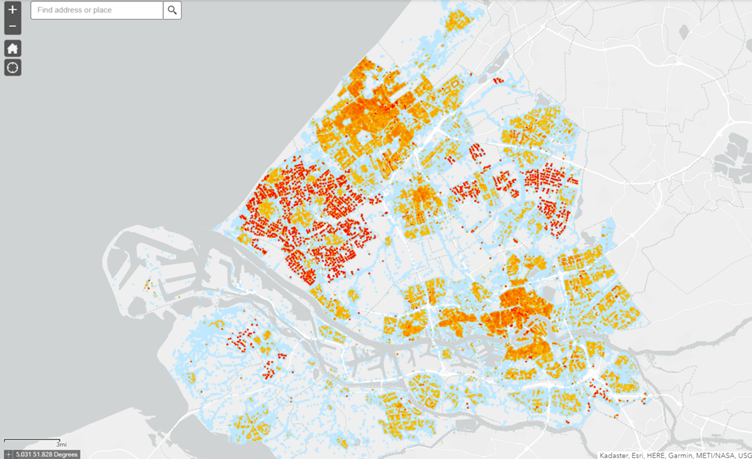 +
Find address or place
−
3mi
+ 5.031 51.828 Degrees
Kadaster, Esri, HERE, Garmin, METI/NASA, USG